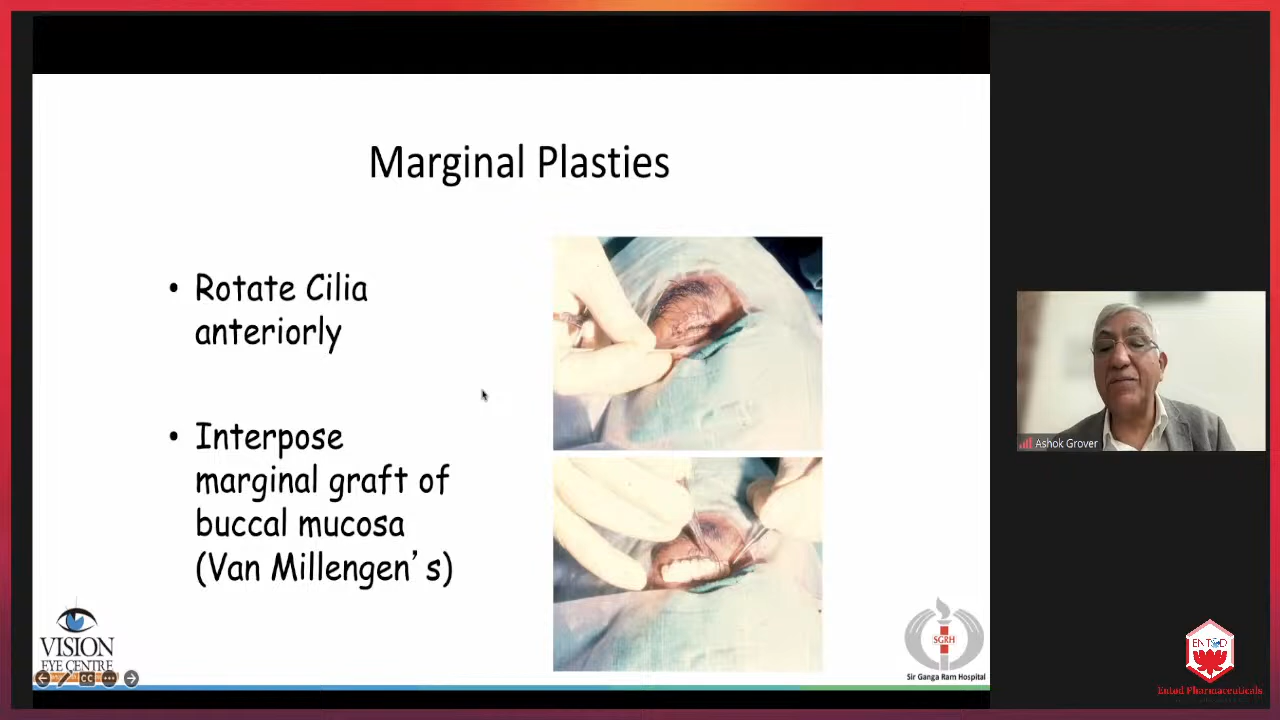 Marginal Plasties
• Rotate Cilia
anteriorly
• Interpose
marginal graft of
buccal mucosa
(Van Millengen’s)
VISION
EYE CENTRE
CC
SGRH
Sir Ganga Ram Hospital
Ashok Grover
ENTOD
Entod Pharmaceuticals